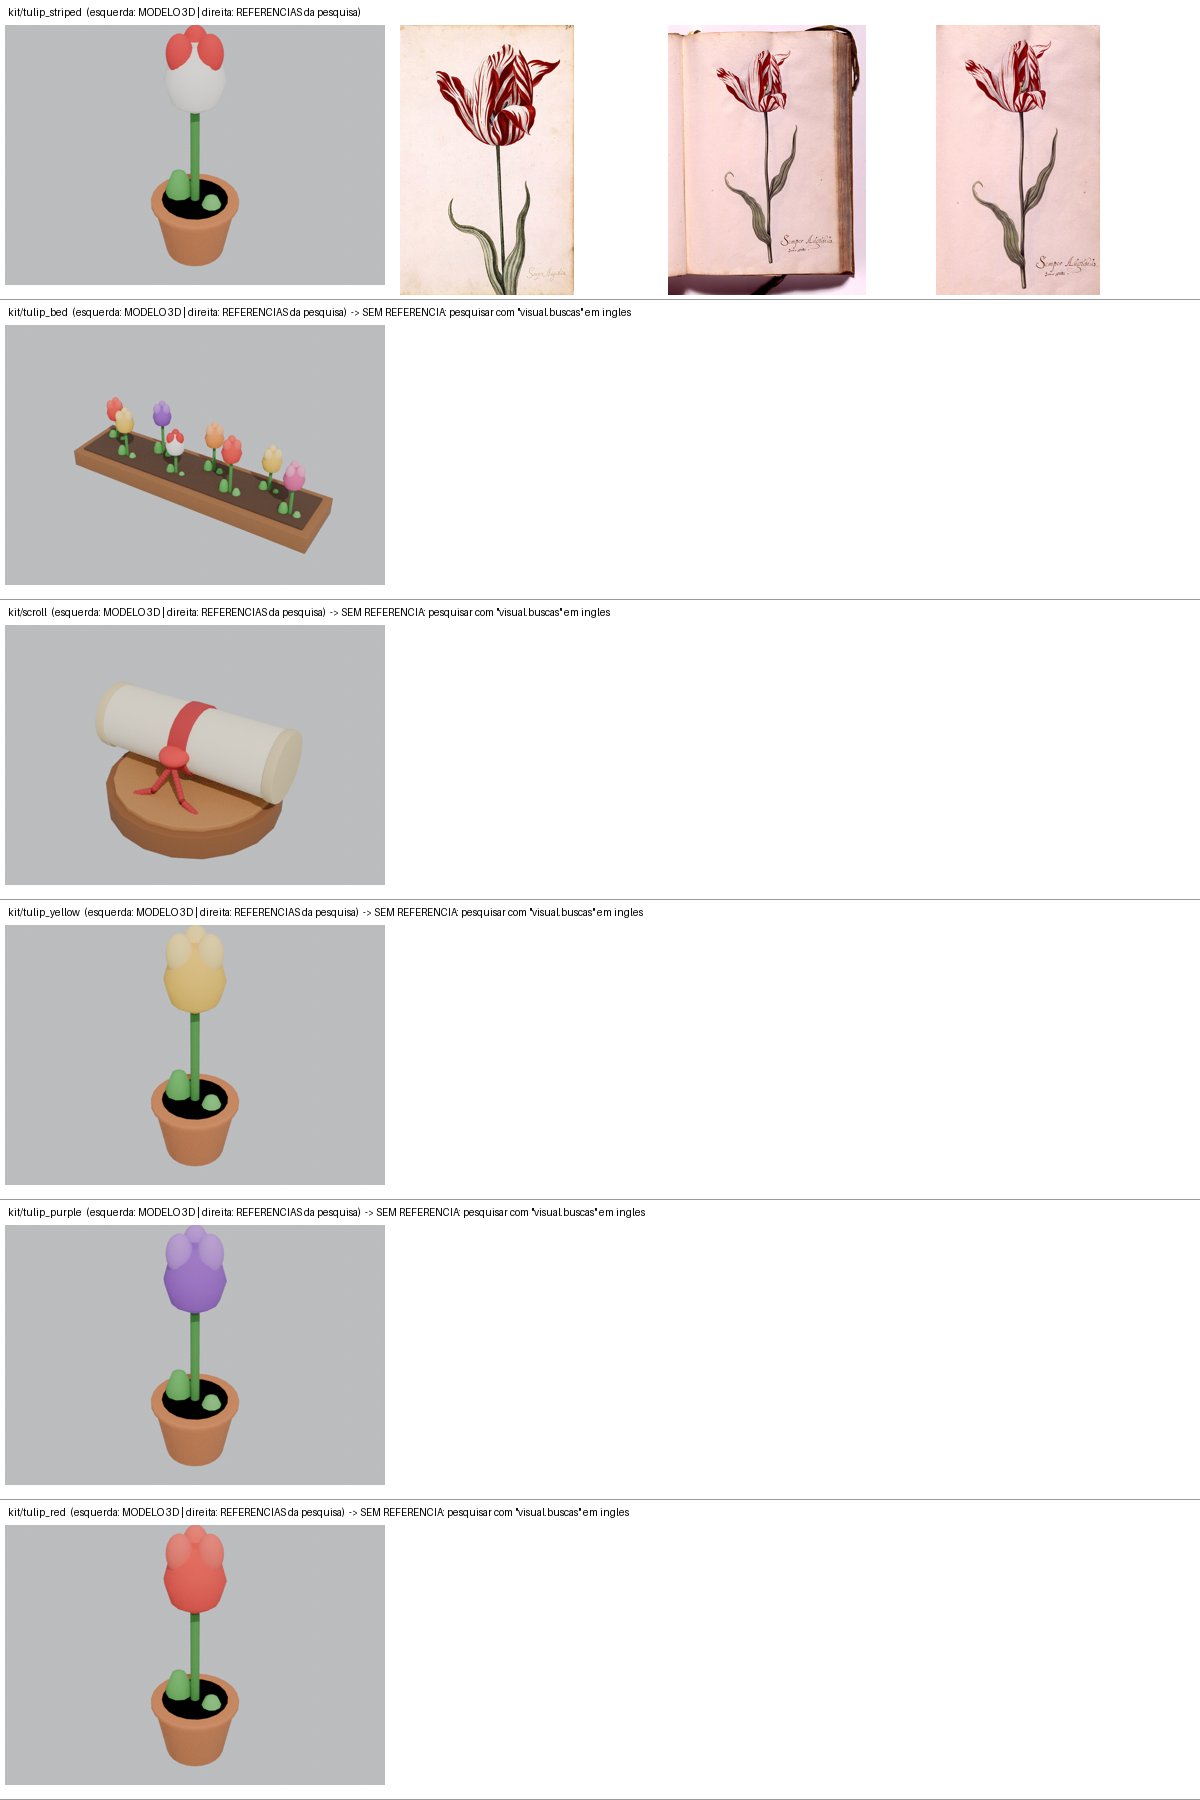 kit/tulip_striped (esquerda: MODELO 3D | direita: REFERENCIAS da pesquisa)
Semper Augustus
Semper Augustus
kit/tulip_bed (esquerda: MODELO 3D | direita: REFERENCIAS da pesquisa) -> SEM REFERENCIA: pesquisar com "visual.buscas" em ingles
kit/scroll (esquerda: MODELO 3D | direita: REFERENCIAS da pesquisa) -> SEM REFERENCIA: pesquisar com "visual.buscas" em ingles
kit/tulip_yellow (esquerda: MODELO 3D | direita: REFERENCIAS da pesquisa) -> SEM REFERENCIA: pesquisar com "visual.buscas" em ingles
kit/tulip_purple (esquerda: MODELO 3D | direita: REFERENCIAS da pesquisa) -> SEM REFERENCIA: pesquisar com "visual.buscas" em ingles
kit/tulip_red (esquerda: MODELO 3D | direita: REFERENCIAS da pesquisa) -> SEM REFERENCIA: pesquisar com "visual.buscas" em ingles